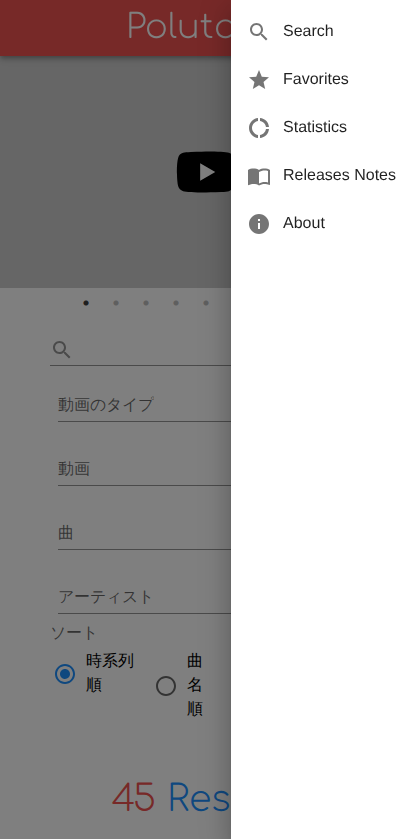 Poluto
Search
Favorites
Statistics
Releases Notes
About
動画のタイプ
動画
曲
アーティスト
ソート
時系列
順
曲
名
順
45 Res